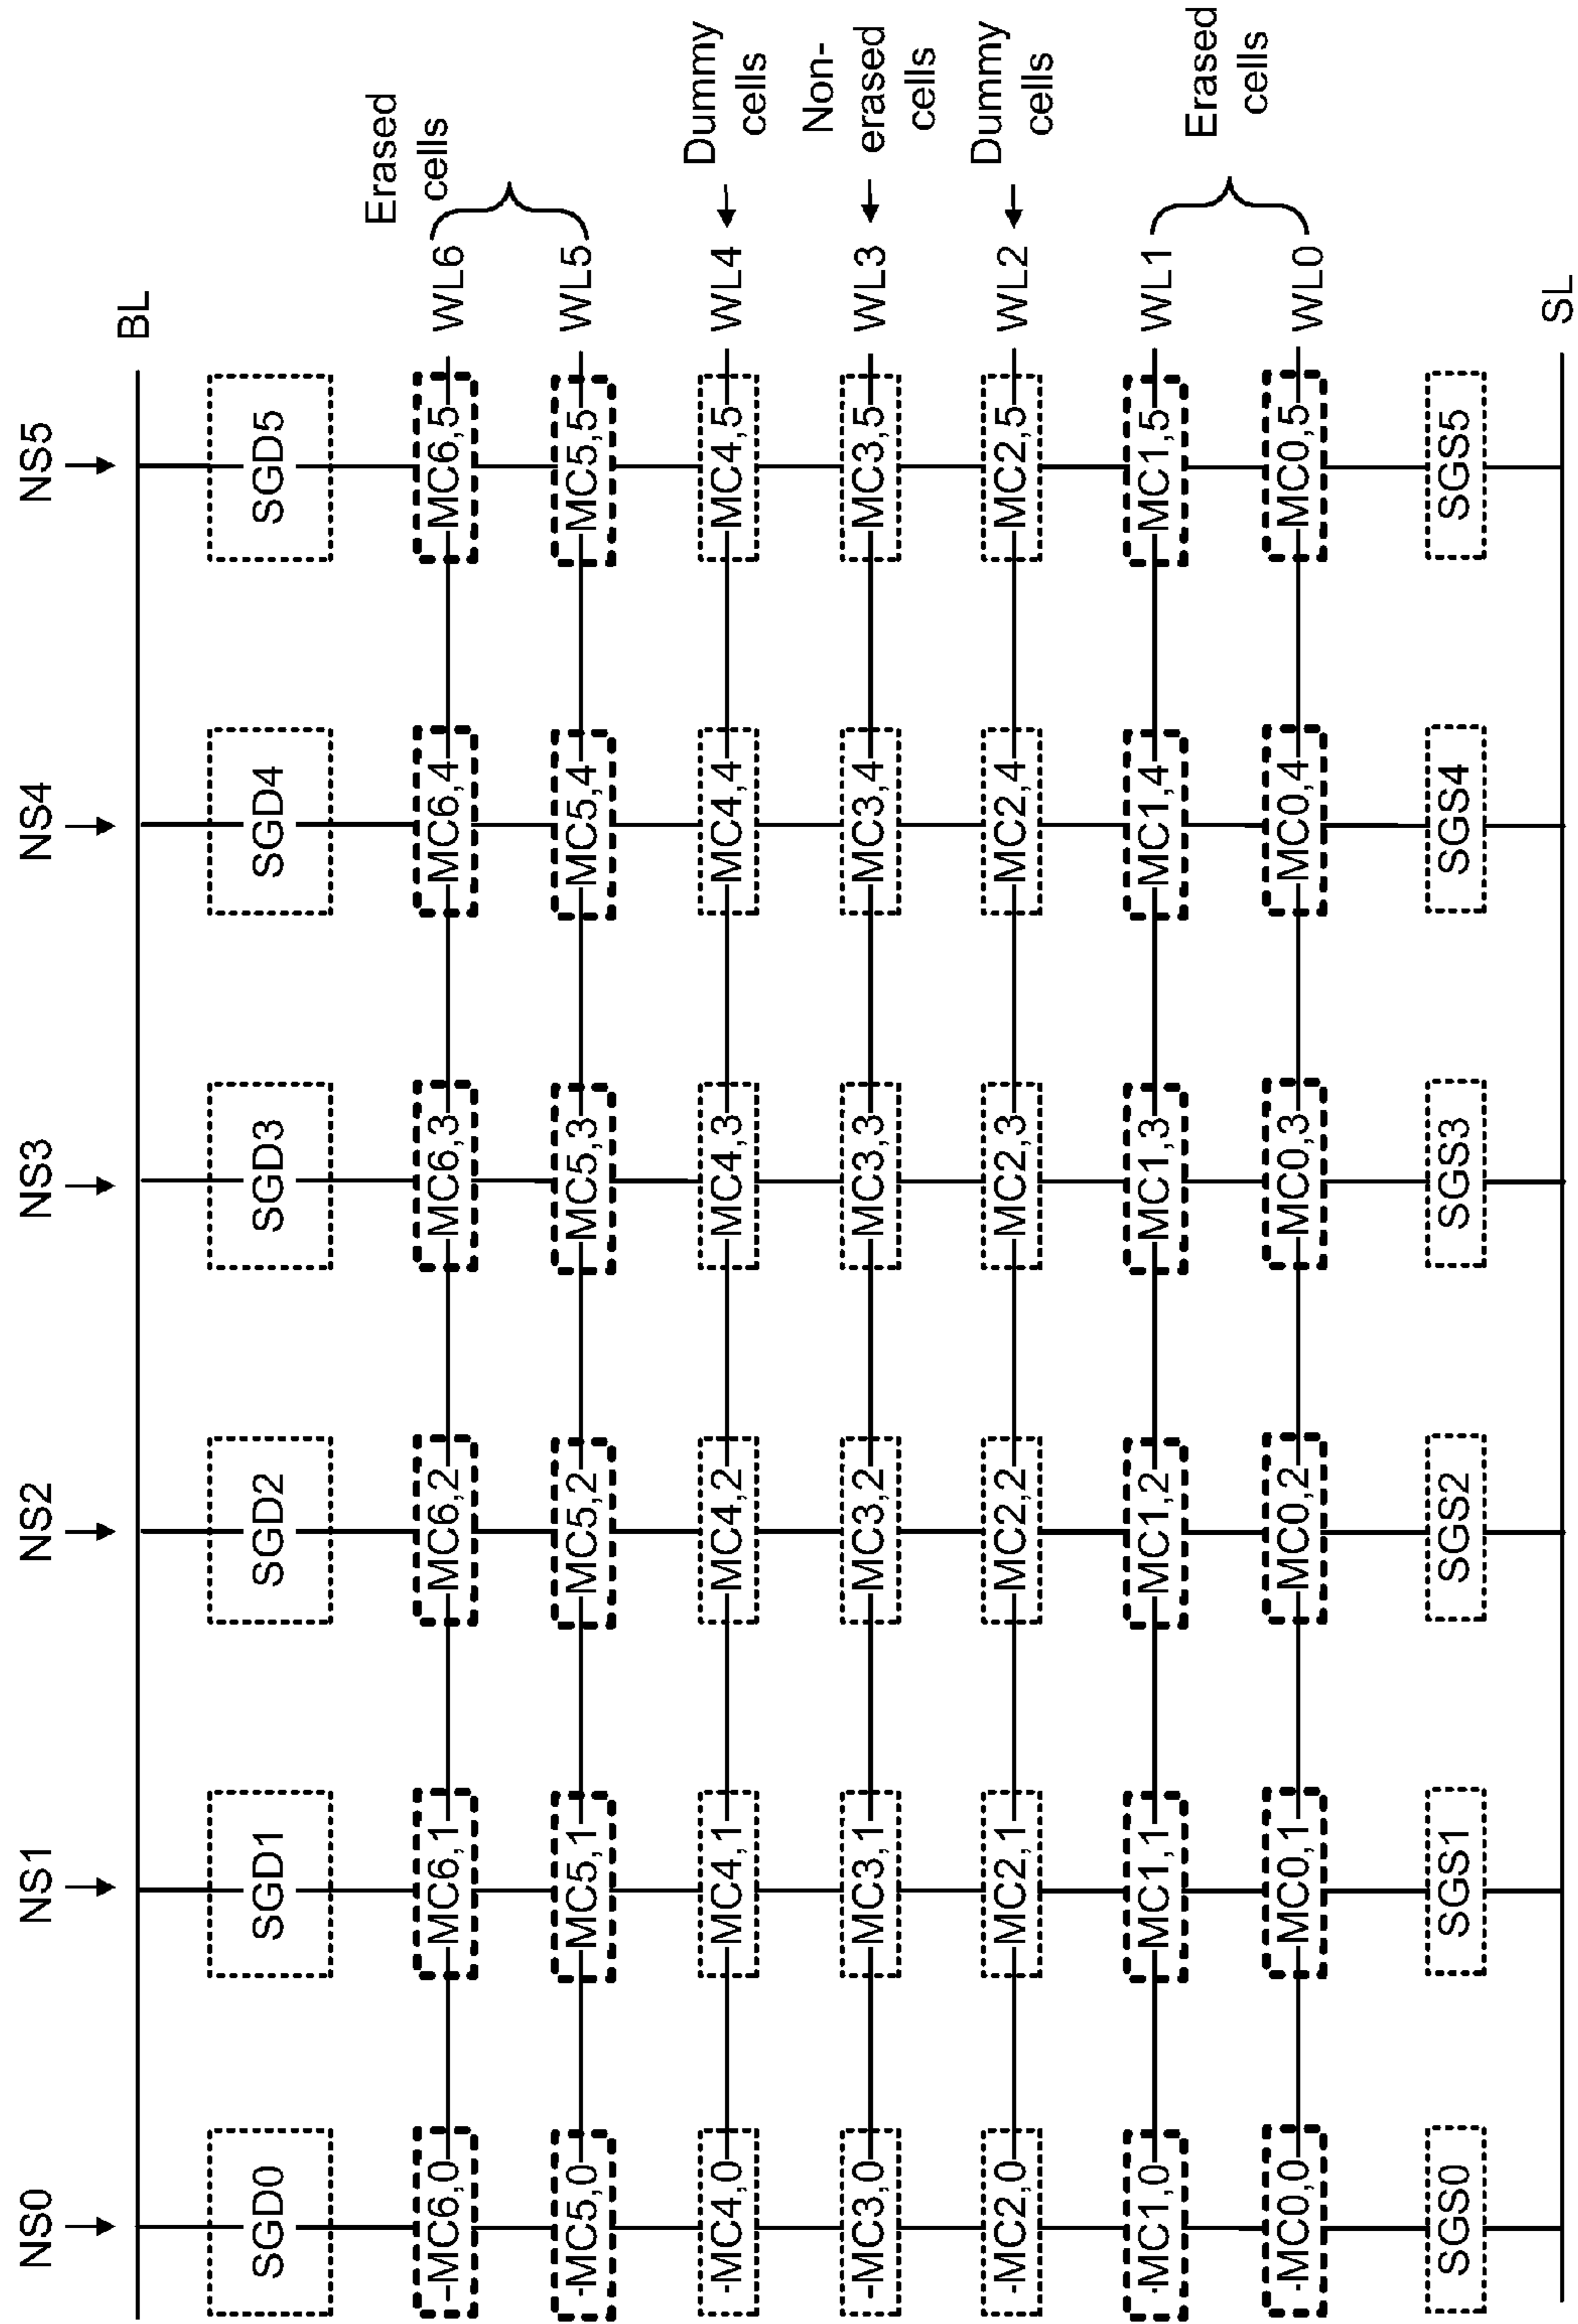 NS0 NS1 NS2 NS3 NS4 NS5
BL
SGD0 SGD1 SGD2 SGD3 SGD4 SGD5
Erased
cells
MC6,0 MC6,1 MC6,2 MC6,3 MC6,4 MC6,5 WL6
MC5,0 MC5,1 MC5,2 MC5,3 MC5,4 MC5,5 WL5
MC4,0 MC4,1 MC4,2 MC4,3 MC4,4 MC4,5 WL4
Dummy
cells
MC3,0 MC3,1 MC3,2 MC3,3 MC3,4 MC3,5 WL3
Non-
erased
cells
MC2,0 MC2,1 MC2,2 MC2,3 MC2,4 MC2,5 WL2
Dummy
cells
MC1,0 MC1,1 MC1,2 MC1,3 MC1,4 MC1,5 WL1
MC0,0 MC0,1 MC0,2 MC0,3 MC0,4 MC0,5 WL0
Erased
cells
SGS0 SGS1 SGS2 SGS3 SGS4 SGS5
SL